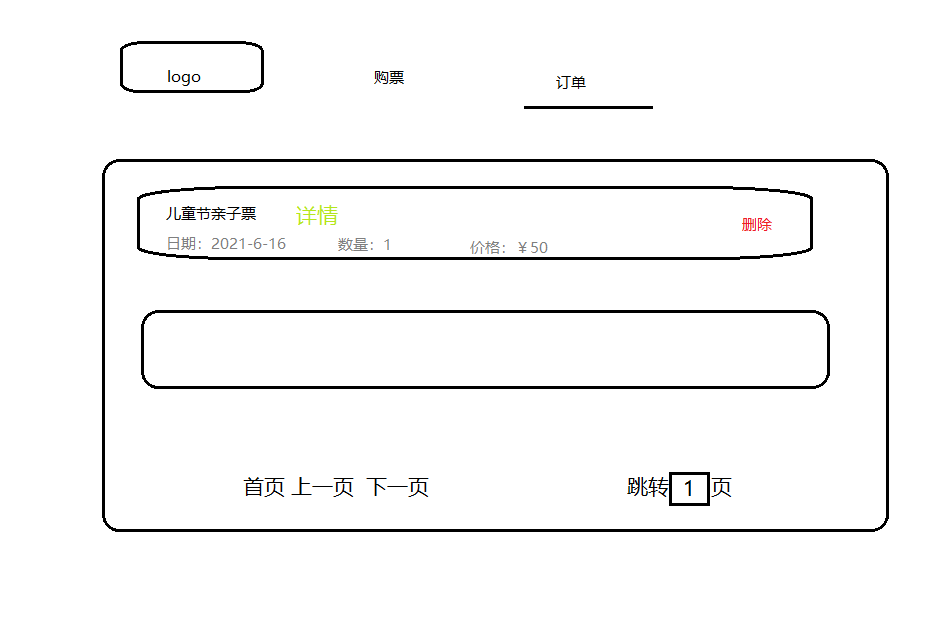 logo 购票 订单
儿童节亲子票 详情 删除
日期：2021-6-16 数量：1 价格：￥50
首页 上一页 下一页 跳转 1 页